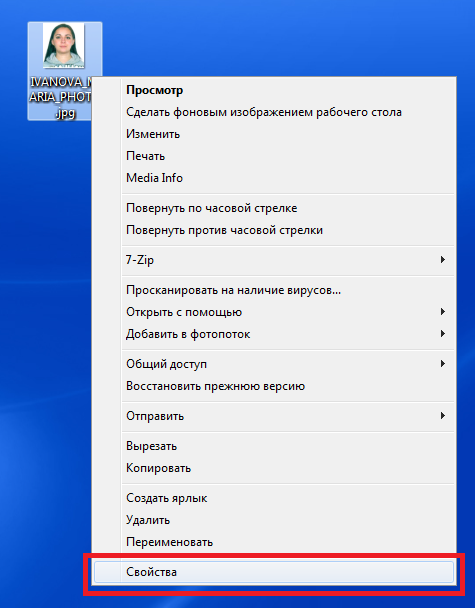 IVANOVA_M
ARIA_PHOT
.jpg
Просмотр
Сделать фоновым изображением рабочего стола
Изменить
Печать
Media Info
Повернуть по часовой стрелке
Повернуть против часовой стрелки
7-Zip
Просканировать на наличие вирусов...
Открыть с помощью
Добавить в фотопоток
Общий доступ
Восстановить прежнюю версию
Отправить
Вырезать
Копировать
Создать ярлык
Удалить
Переименовать
Свойства